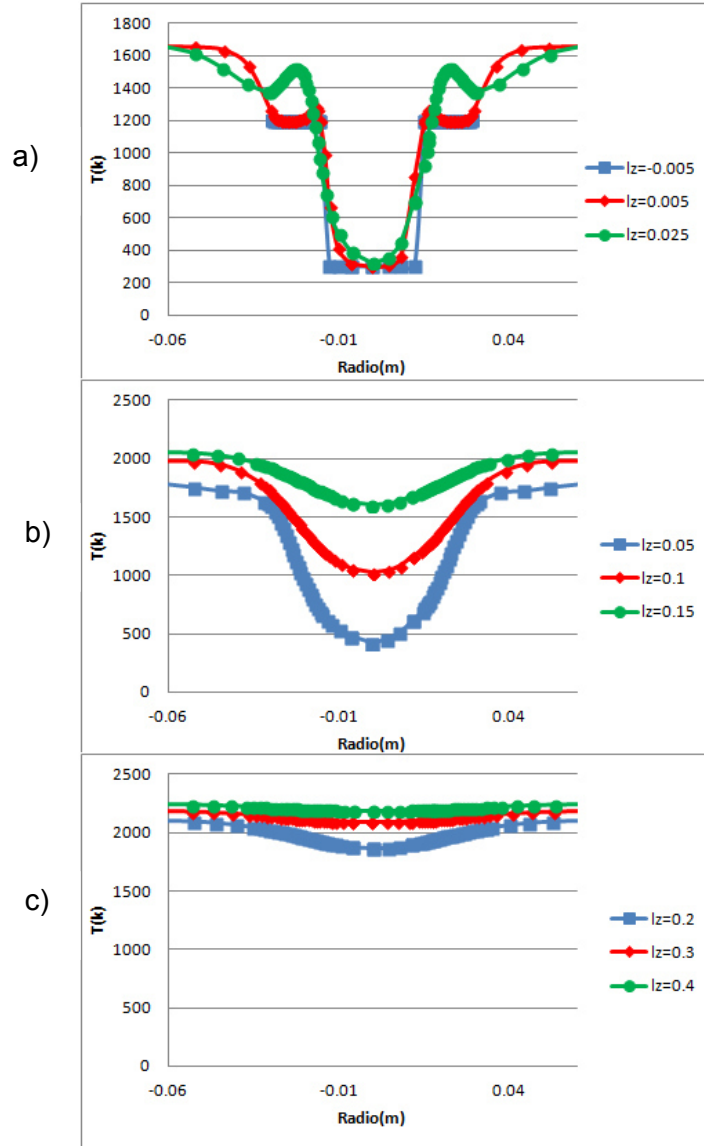 a)
T(k)
1800
1600
1400
1200
1000
800
600
400
200
0
-0.06
-0.01
0.04
Radio(m)
lz=-0.005
lz=0.005
lz=0.025
b)
T(k)
2500
2000
1500
1000
500
0
-0.06
-0.01
0.04
Radio(m)
lz=0.05
lz=0.1
lz=0.15
c)
T(k)
2500
2000
1500
1000
500
0
-0.06
-0.01
0.04
Radio(m)
lz=0.2
lz=0.3
lz=0.4